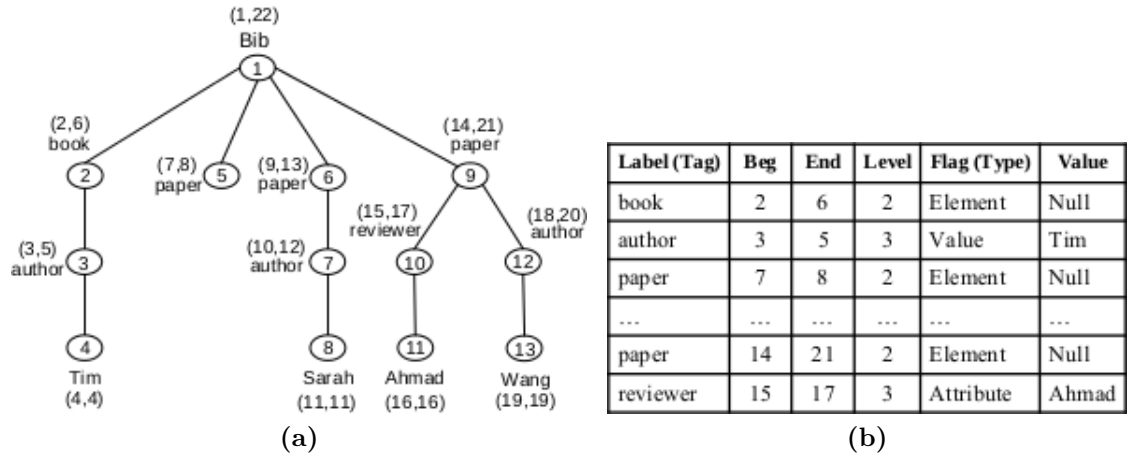 (1,22)
Bib
1
(2,6)
book
2
(7,8)
paper
5
(9,13)
paper
6
(14,21)
paper
9
(3,5)
author
3
(10,12)
author
7
(15,17)
reviewer
10
(18,20)
author
12
4
8
11
13
Tim
Sarah
Ahmad
Wang
(4,4)
(11,11)
(16,16)
(19,19)
(a)
Label (Tag) Beg End Level Flag (Type) Value
book 2 6 2 Element Null
author 3 5 3 Value Tim
paper 7 8 2 Element Null
... ... ... ... ... ...
paper 14 21 2 Element Null
reviewer 15 17 3 Attribute Ahmad
(b)